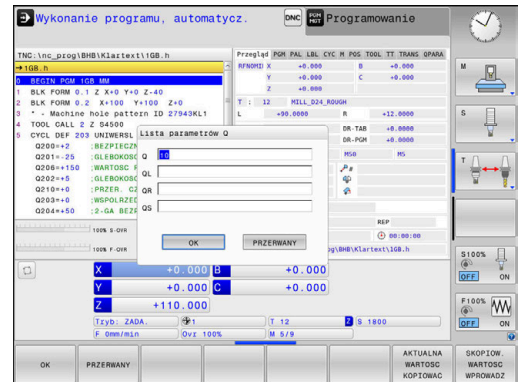 Wykonanie programu, automatycz.
DNC
PGM MGT
Programowanie
TNC:\nc_prog\BHB\Klartext\1GB.h
→1GB.h
0 BEGIN PGM 1GB MM
1 BLK FORM 0.1 Z X+0 Y+0 Z-40
2 BLK FORM 0.2 X+100 Y+100 Z+0
3 * - Machine hole pattern ID 27943KL1
4 TOOL CALL 2 Z S4500
5 CYCL DEF 203 UNIWERSL
Q200=+2 ;BEZPIECZN
Q201=-25 ;GLEBOKOSC
Q206=+150 ;WARTOSC
Q202=+5 ;GLEBOKOSC
Q210=+0 ;PRZER. CZ
Q203=+0 ;WSPOLRZED
Q204=+50 ;2-GA BEZP
100% S-OVR
100% F-OVR
Przegląd PGM PAL LBL CYC M POS TOOL TT TRANS QPARA
RFNOMI X +0.000 B +0.000
Y +0.000 C +0.000
Z +0.000
T : 12 MILL_D24_ROUGH
L +90.0000 R +12.0000
DR-TAB +0.0000
DR-PGM +0.0000
M50 M5
REP
00:00:00
Lista parametrów Q
Q 10
QL
QR
QS
OK
PRZERWANY
X +0.000 B +0.000
Y +0.000 C +0.000
Z +110.000
Tryb: ZADA. 1 T 12 Z S 1800
F 0mm/min Ovr 100% M 5/9
M
S
T
S100%
OFF ON
F100%
OFF ON
OK
PRZERWANY
AKTUALNA WARTOSC KOPIOWAC
SKOPIOW. WARTOSC WPROWADZ